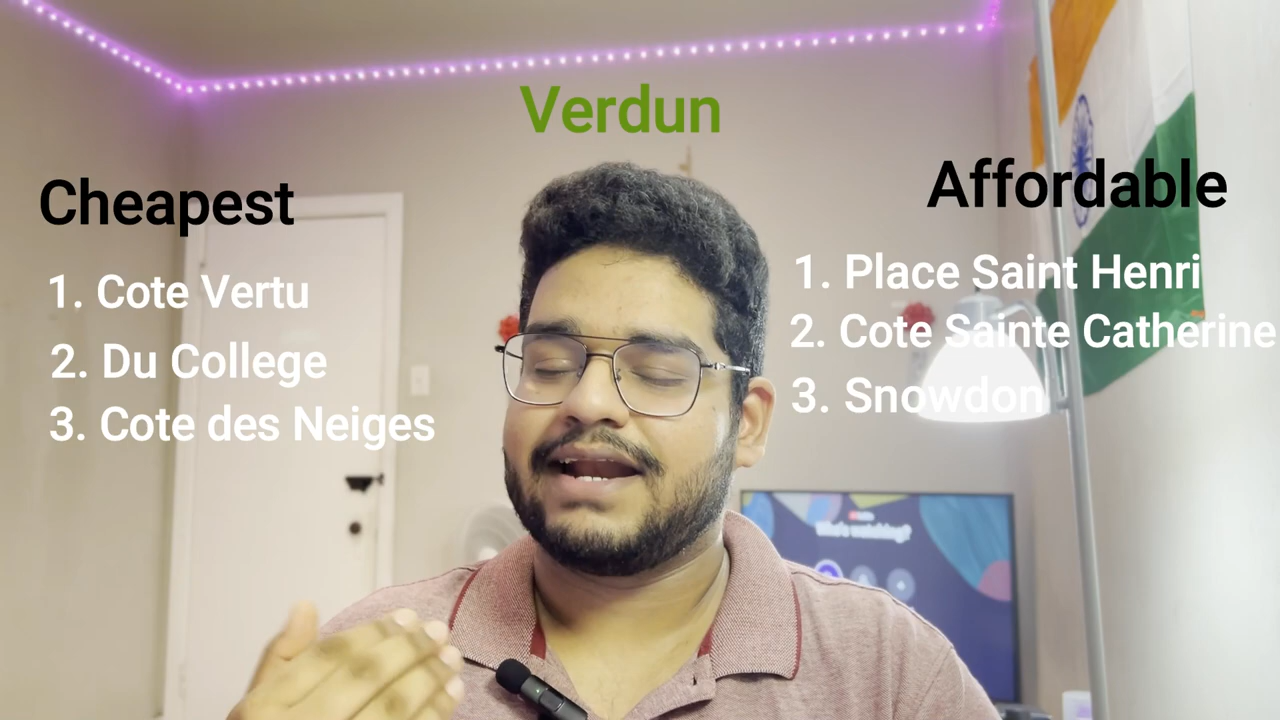 Verdun
Cheapest
1. Cote Vertu
2. Du College
3. Cote des Neiges
Affordable
1. Place Saint Henri
2. Cote Sainte Catherine
3. Snowdon